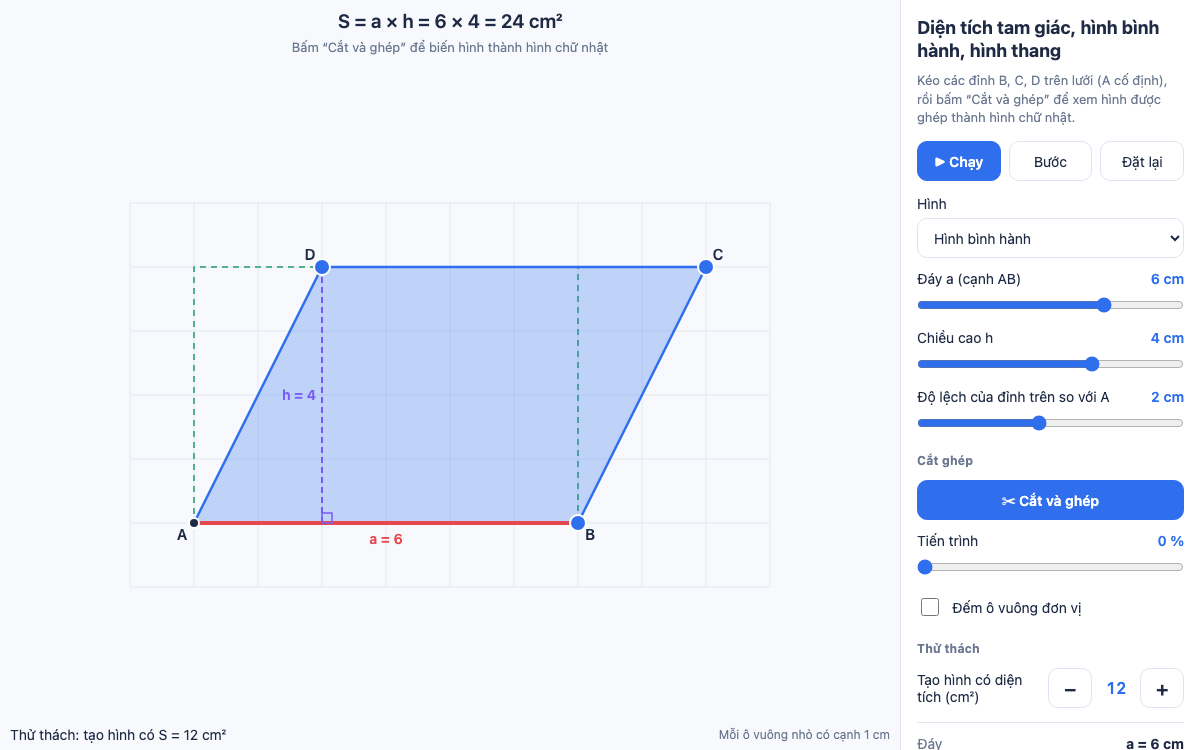 S = a × h = 6 × 4 = 24 cm²
Bấm “Cắt và ghép” để biến hình thành hình chữ nhật
D
C
h = 4
A
B
a = 6
Thử thách: tạo hình có S = 12 cm²
Mỗi ô vuông nhỏ có cạnh 1 cm
Diện tích tam giác, hình bình
hành, hình thang
Kéo các đỉnh B, C, D trên lưới (A cố định),
rồi bấm “Cắt và ghép” để xem hình được
ghép thành hình chữ nhật.
▶ Chạy
Bước
Đặt lại
Hình
Hình bình hành
Đáy a (cạnh AB) 6 cm
Chiều cao h 4 cm
Độ lệch của đỉnh trên so với A 2 cm
Cắt ghép
✂ Cắt và ghép
Tiến trình 0 %
Đếm ô vuông đơn vị
Thử thách
Tạo hình có diện
tích (cm²)
− 12 +
Đáy a = 6 cm